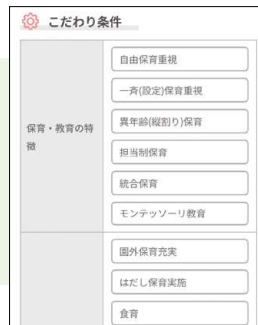 こだわり条件
保育・教育の特
徴
自由保育重視
一斉(設定)保育重視
異年齢(縦割り)保育
担当制保育
統合保育
モンテッソーリ教育
園外保育充実
はだし保育実施
食育